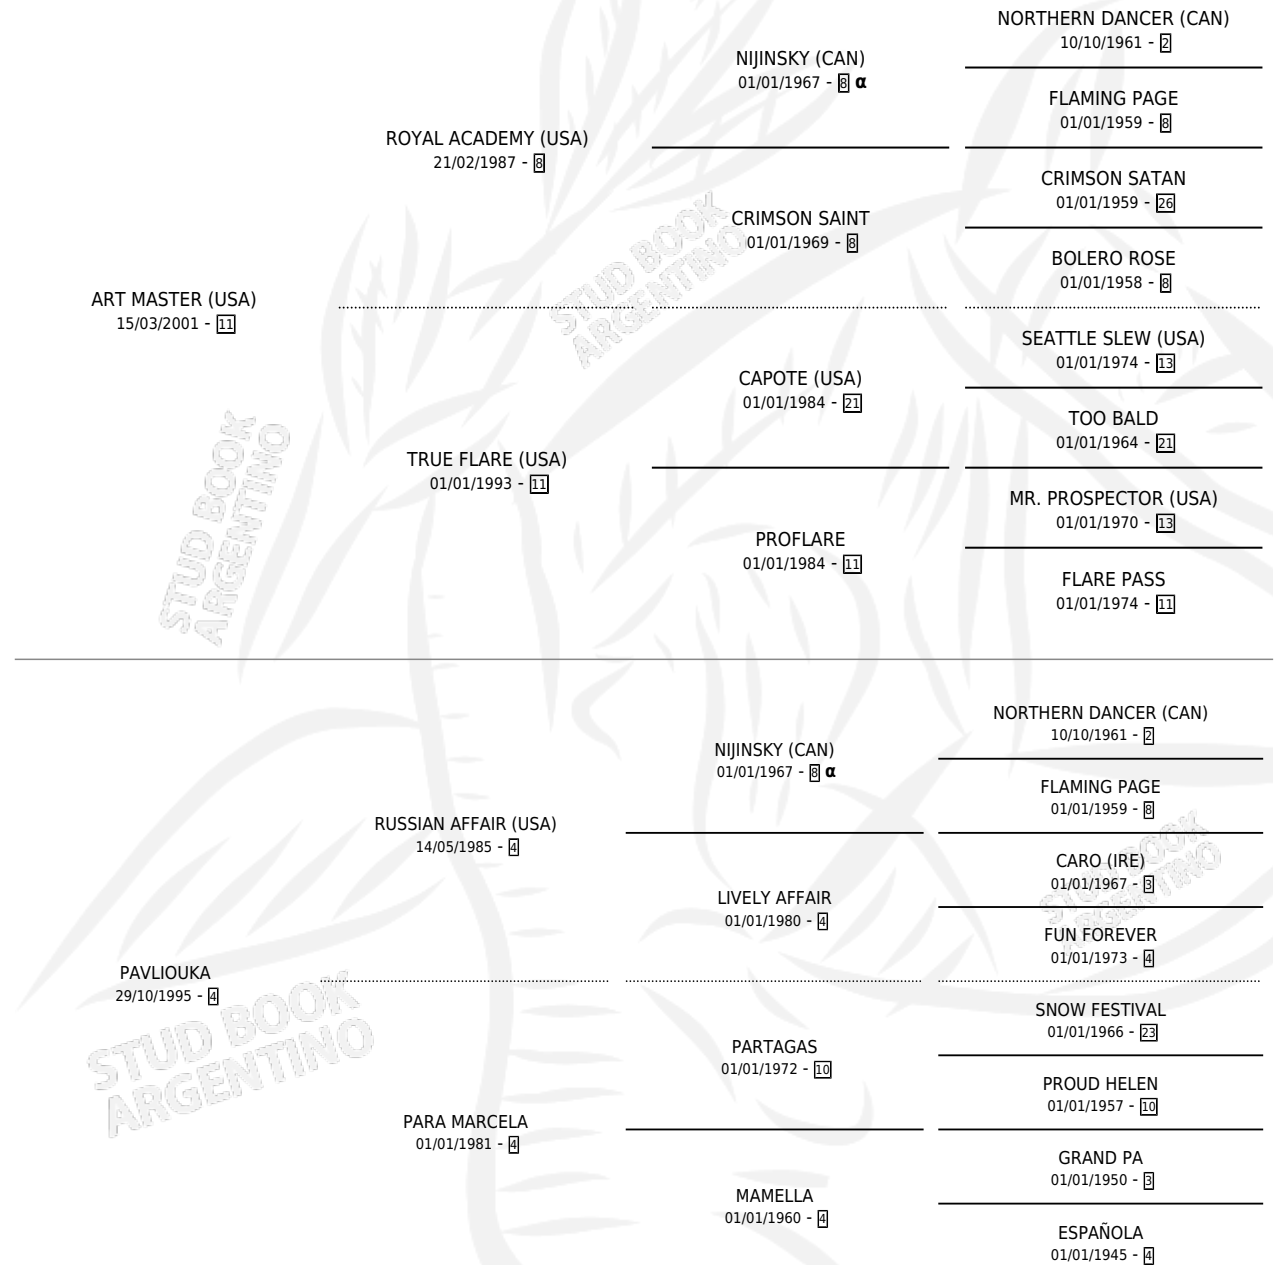 NORTHERN DANCER (CAN)
10/10/1961 - 2
NIJINSKY (CAN)
01/01/1967 - 8 α
FLAMING PAGE
01/01/1959 - 8
ROYAL ACADEMY (USA)
21/02/1987 - 8
CRIMSON SATAN
01/01/1959 - 26
CRIMSON SAINT
01/01/1969 - 8
BOLERO ROSE
01/01/1958 - 8
ART MASTER (USA)
15/03/2001 - 11
SEATTLE SLEW (USA)
01/01/1974 - 13
CAPOTE (USA)
01/01/1984 - 21
TOO BALD
01/01/1964 - 21
TRUE FLARE (USA)
01/01/1993 - 11
MR. PROSPECTOR (USA)
01/01/1970 - 13
PROFLARE
01/01/1984 - 11
FLARE PASS
01/01/1974 - 11
NORTHERN DANCER (CAN)
10/10/1961 - 2
NIJINSKY (CAN)
01/01/1967 - 8 α
FLAMING PAGE
01/01/1959 - 8
RUSSIAN AFFAIR (USA)
14/05/1985 - 4
CARO (IRE)
01/01/1967 - 3
LIVELY AFFAIR
01/01/1980 - 4
FUN FOREVER
01/01/1973 - 4
PAVLIOUKA
29/10/1995 - 4
SNOW FESTIVAL
01/01/1966 - 23
PARTAGAS
01/01/1972 - 10
PROUD HELEN
01/01/1957 - 10
PARA MARCELA
01/01/1981 - 4
GRAND PA
01/01/1950 - 3
MAMELLA
01/01/1960 - 4
ESPAÑOLA
01/01/1945 - 4
STUD BOOK
ARGENTINO
STUD BOOK
ARGENTINO
STUD BOOK
ARGENTINO
STUD BOOK
ARGENTINO